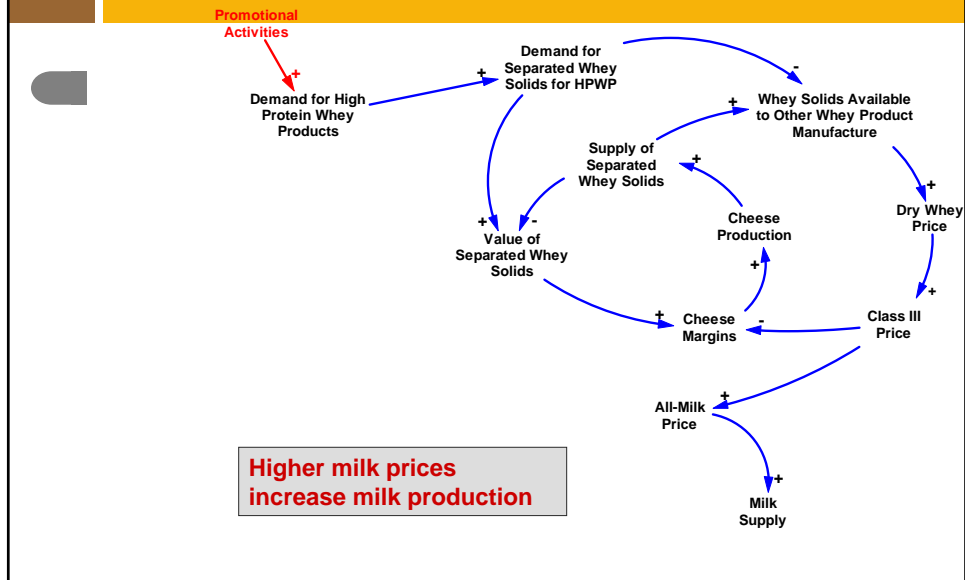 Promotional
Activities
+
Demand for High
Protein Whey
Products
+
Demand for
Separated Whey
Solids for HPWP
-
+
Whey Solids Available
to Other Whey Product
Manufacture
Supply of
Separated
Whey Solids
+
+
Dry Whey
Price
Cheese
Production
+
-
Value of
Separated Whey
Solids
+
+
Class III
Price
+
Cheese
Margins
-
All-Milk
Price
+
Higher milk prices
increase milk production
+
Milk
Supply